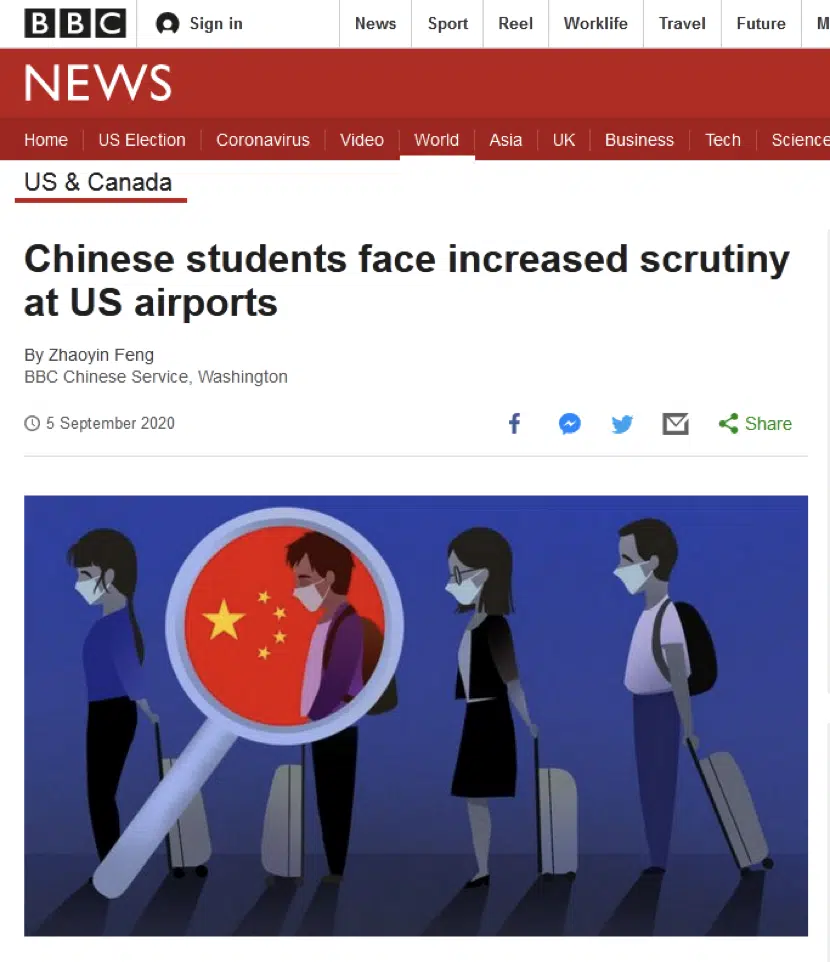 BBC Sign in News Sport Reel Worklife Travel Future
NEWS
Home US Election Coronavirus Video World Asia UK Business Tech Science
US & Canada
Chinese students face increased scrutiny
at US airports
By Zhaoyin Feng
BBC Chinese Service, Washington
5 September 2020 Share